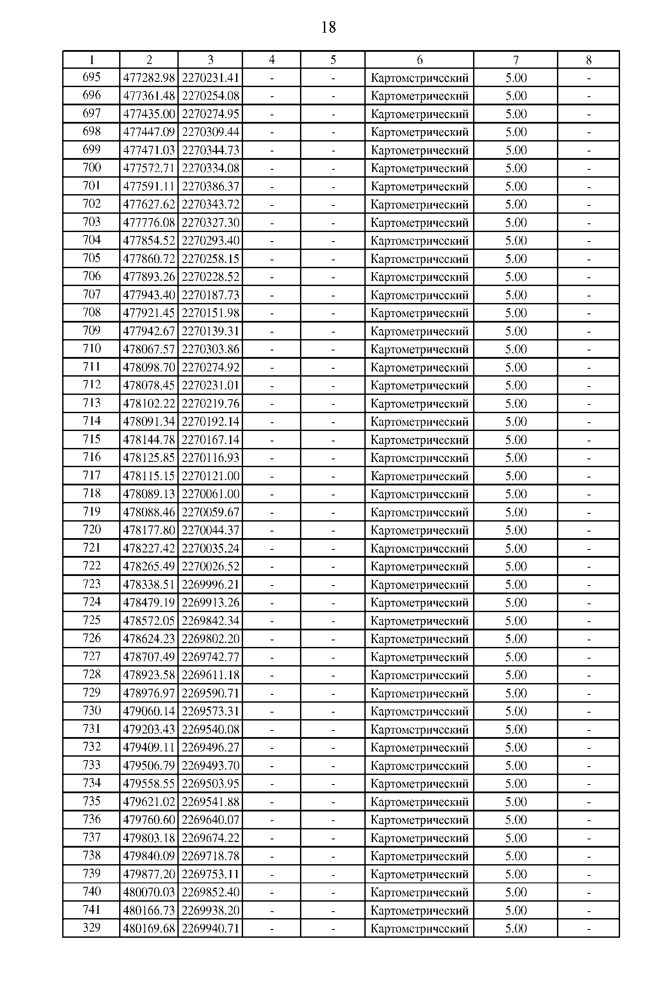 18
1 2 3 4 5 6 7 8
695 477282.98 2270231.41 - - Картометрический 5.00 -
696 477361.48 2270254.08 - - Картометрический 5.00 -
697 477435.00 2270274.95 - - Картометрический 5.00 -
698 477447.09 2270309.44 - - Картометрический 5.00 -
699 477471.03 2270344.73 - - Картометрический 5.00 -
700 477572.71 2270334.08 - - Картометрический 5.00 -
701 477591.11 2270386.37 - - Картометрический 5.00 -
702 477627.62 2270343.72 - - Картометрический 5.00 -
703 477776.08 2270327.30 - - Картометрический 5.00 -
704 477854.52 2270293.40 - - Картометрический 5.00 -
705 477860.72 2270258.15 - - Картометрический 5.00 -
706 477893.26 2270228.52 - - Картометрический 5.00 -
707 477943.40 2270187.73 - - Картометрический 5.00 -
708 477921.45 2270151.98 - - Картометрический 5.00 -
709 477942.67 2270139.31 - - Картометрический 5.00 -
710 478067.57 2270303.86 - - Картометрический 5.00 -
711 478098.70 2270274.92 - - Картометрический 5.00 -
712 478078.45 2270231.01 - - Картометрический 5.00 -
713 478102.22 2270219.76 - - Картометрический 5.00 -
714 478091.34 2270192.14 - - Картометрический 5.00 -
715 478144.78 2270167.14 - - Картометрический 5.00 -
716 478125.85 2270116.93 - - Картометрический 5.00 -
717 478115.15 2270121.00 - - Картометрический 5.00 -
718 478089.13 2270061.00 - - Картометрический 5.00 -
719 478088.46 2270059.67 - - Картометрический 5.00 -
720 478177.80 2270044.37 - - Картометрический 5.00 -
721 478227.42 2270035.24 - - Картометрический 5.00 -
722 478265.49 2270026.52 - - Картометрический 5.00 -
723 478338.51 2269996.21 - - Картометрический 5.00 -
724 478479.19 2269913.26 - - Картометрический 5.00 -
725 478572.05 2269842.34 - - Картометрический 5.00 -
726 478624.23 2269802.20 - - Картометрический 5.00 -
727 478707.49 2269742.77 - - Картометрический 5.00 -
728 478923.58 2269611.18 - - Картометрический 5.00 -
729 478976.97 2269590.71 - - Картометрический 5.00 -
730 479060.14 2269573.31 - - Картометрический 5.00 -
731 479203.43 2269540.08 - - Картометрический 5.00 -
732 479409.11 2269496.27 - - Картометрический 5.00 -
733 479506.79 2269493.70 - - Картометрический 5.00 -
734 479558.55 2269503.95 - - Картометрический 5.00 -
735 479621.02 2269541.88 - - Картометрический 5.00 -
736 479760.60 2269640.07 - - Картометрический 5.00 -
737 479803.18 2269674.22 - - Картометрический 5.00 -
738 479840.09 2269718.78 - - Картометрический 5.00 -
739 479877.20 2269753.11 - - Картометрический 5.00 -
740 480070.03 2269852.40 - - Картометрический 5.00 -
741 480166.73 2269938.20 - - Картометрический 5.00 -
329 480169.68 2269940.71 - - Картометрический 5.00 -